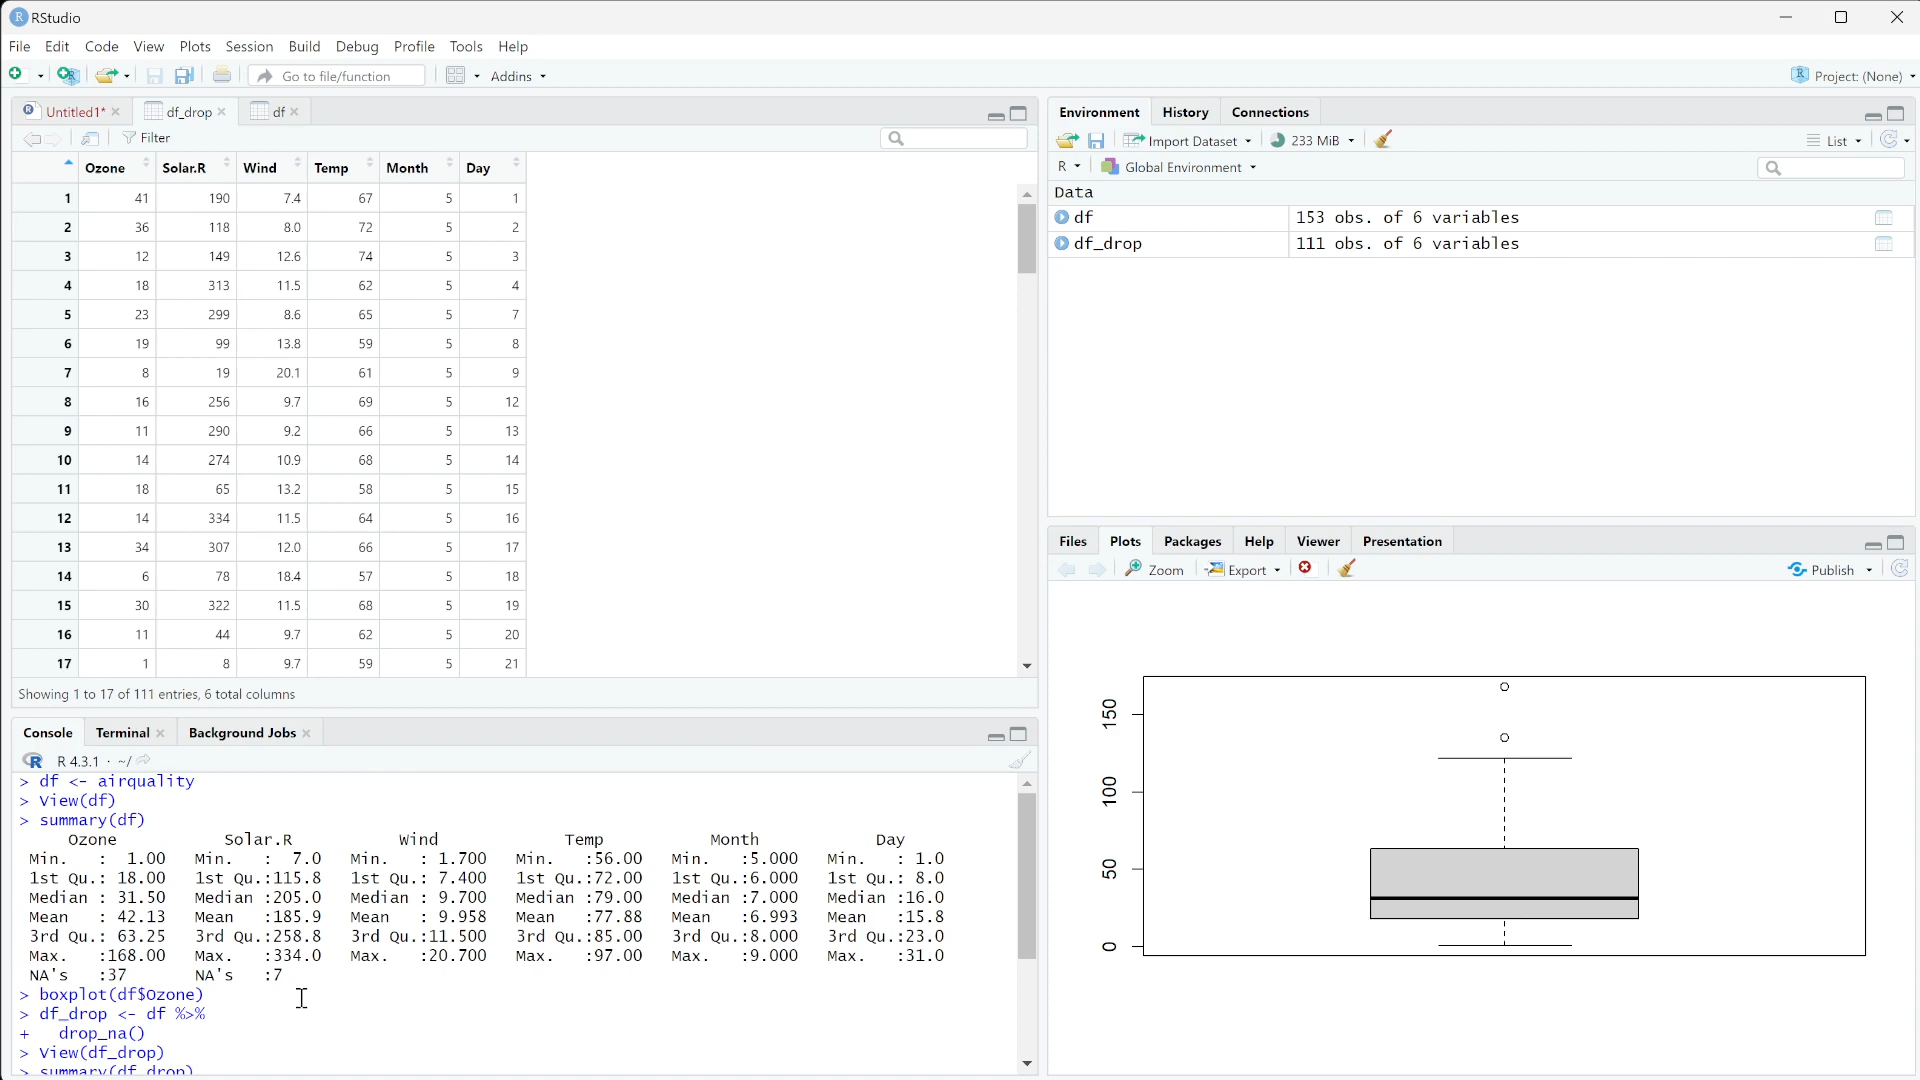 RStudio
File Edit Code View Plots Session Build Debug Profile Tools Help
Go to file/function Addins Project: (None)
Untitled1* df_drop df
Filter
Ozone Solar.R Wind Temp Month Day
1 41 190 7.4 67 5 1
2 36 118 8.0 72 5 2
3 12 149 12.6 74 5 3
4 18 313 11.5 62 5 4
5 23 299 8.6 65 5 7
6 19 99 13.8 59 5 8
7 8 19 20.1 61 5 9
8 16 256 9.7 69 5 12
9 11 290 9.2 66 5 13
10 14 274 10.9 68 5 14
11 18 65 13.2 58 5 15
12 14 334 11.5 64 5 16
13 34 307 12.0 66 5 17
14 6 78 18.4 57 5 18
15 30 322 11.5 68 5 19
16 11 44 9.7 62 5 20
17 1 8 9.7 59 5 21
Showing 1 to 17 of 111 entries, 6 total columns
Console Terminal Background Jobs
R 4.3.1 · ~/
> df <- airquality
> View(df)
> summary(df)
Ozone Solar.R Wind Temp Month Day
Min. : 1.00 Min. : 7.0 Min. : 1.700 Min. :56.00 Min. :5.000 Min. : 1.0
1st Qu.: 18.00 1st Qu.:115.8 1st Qu.: 7.400 1st Qu.:72.00 1st Qu.:6.000 1st Qu.: 8.0
Median : 31.50 Median :205.0 Median : 9.700 Median :79.00 Median :7.000 Median :16.0
Mean : 42.13 Mean :185.9 Mean : 9.958 Mean :77.88 Mean :6.993 Mean :15.8
3rd Qu.: 63.25 3rd Qu.:258.8 3rd Qu.:11.500 3rd Qu.:85.00 3rd Qu.:8.000 3rd Qu.:23.0
Max. :168.00 Max. :334.0 Max. :20.700 Max. :97.00 Max. :9.000 Max. :31.0
NA's :37 NA's :7
> boxplot(df$Ozone)
> df_drop <- df %>%
+ drop_na()
> View(df_drop)
> summary(df_drop)
Environment History Connections
Import Dataset 233 MiB List
R Global Environment
Data
df 153 obs. of 6 variables
df_drop 111 obs. of 6 variables
Files Plots Packages Help Viewer Presentation
Zoom Export Publish
150
100
50
0